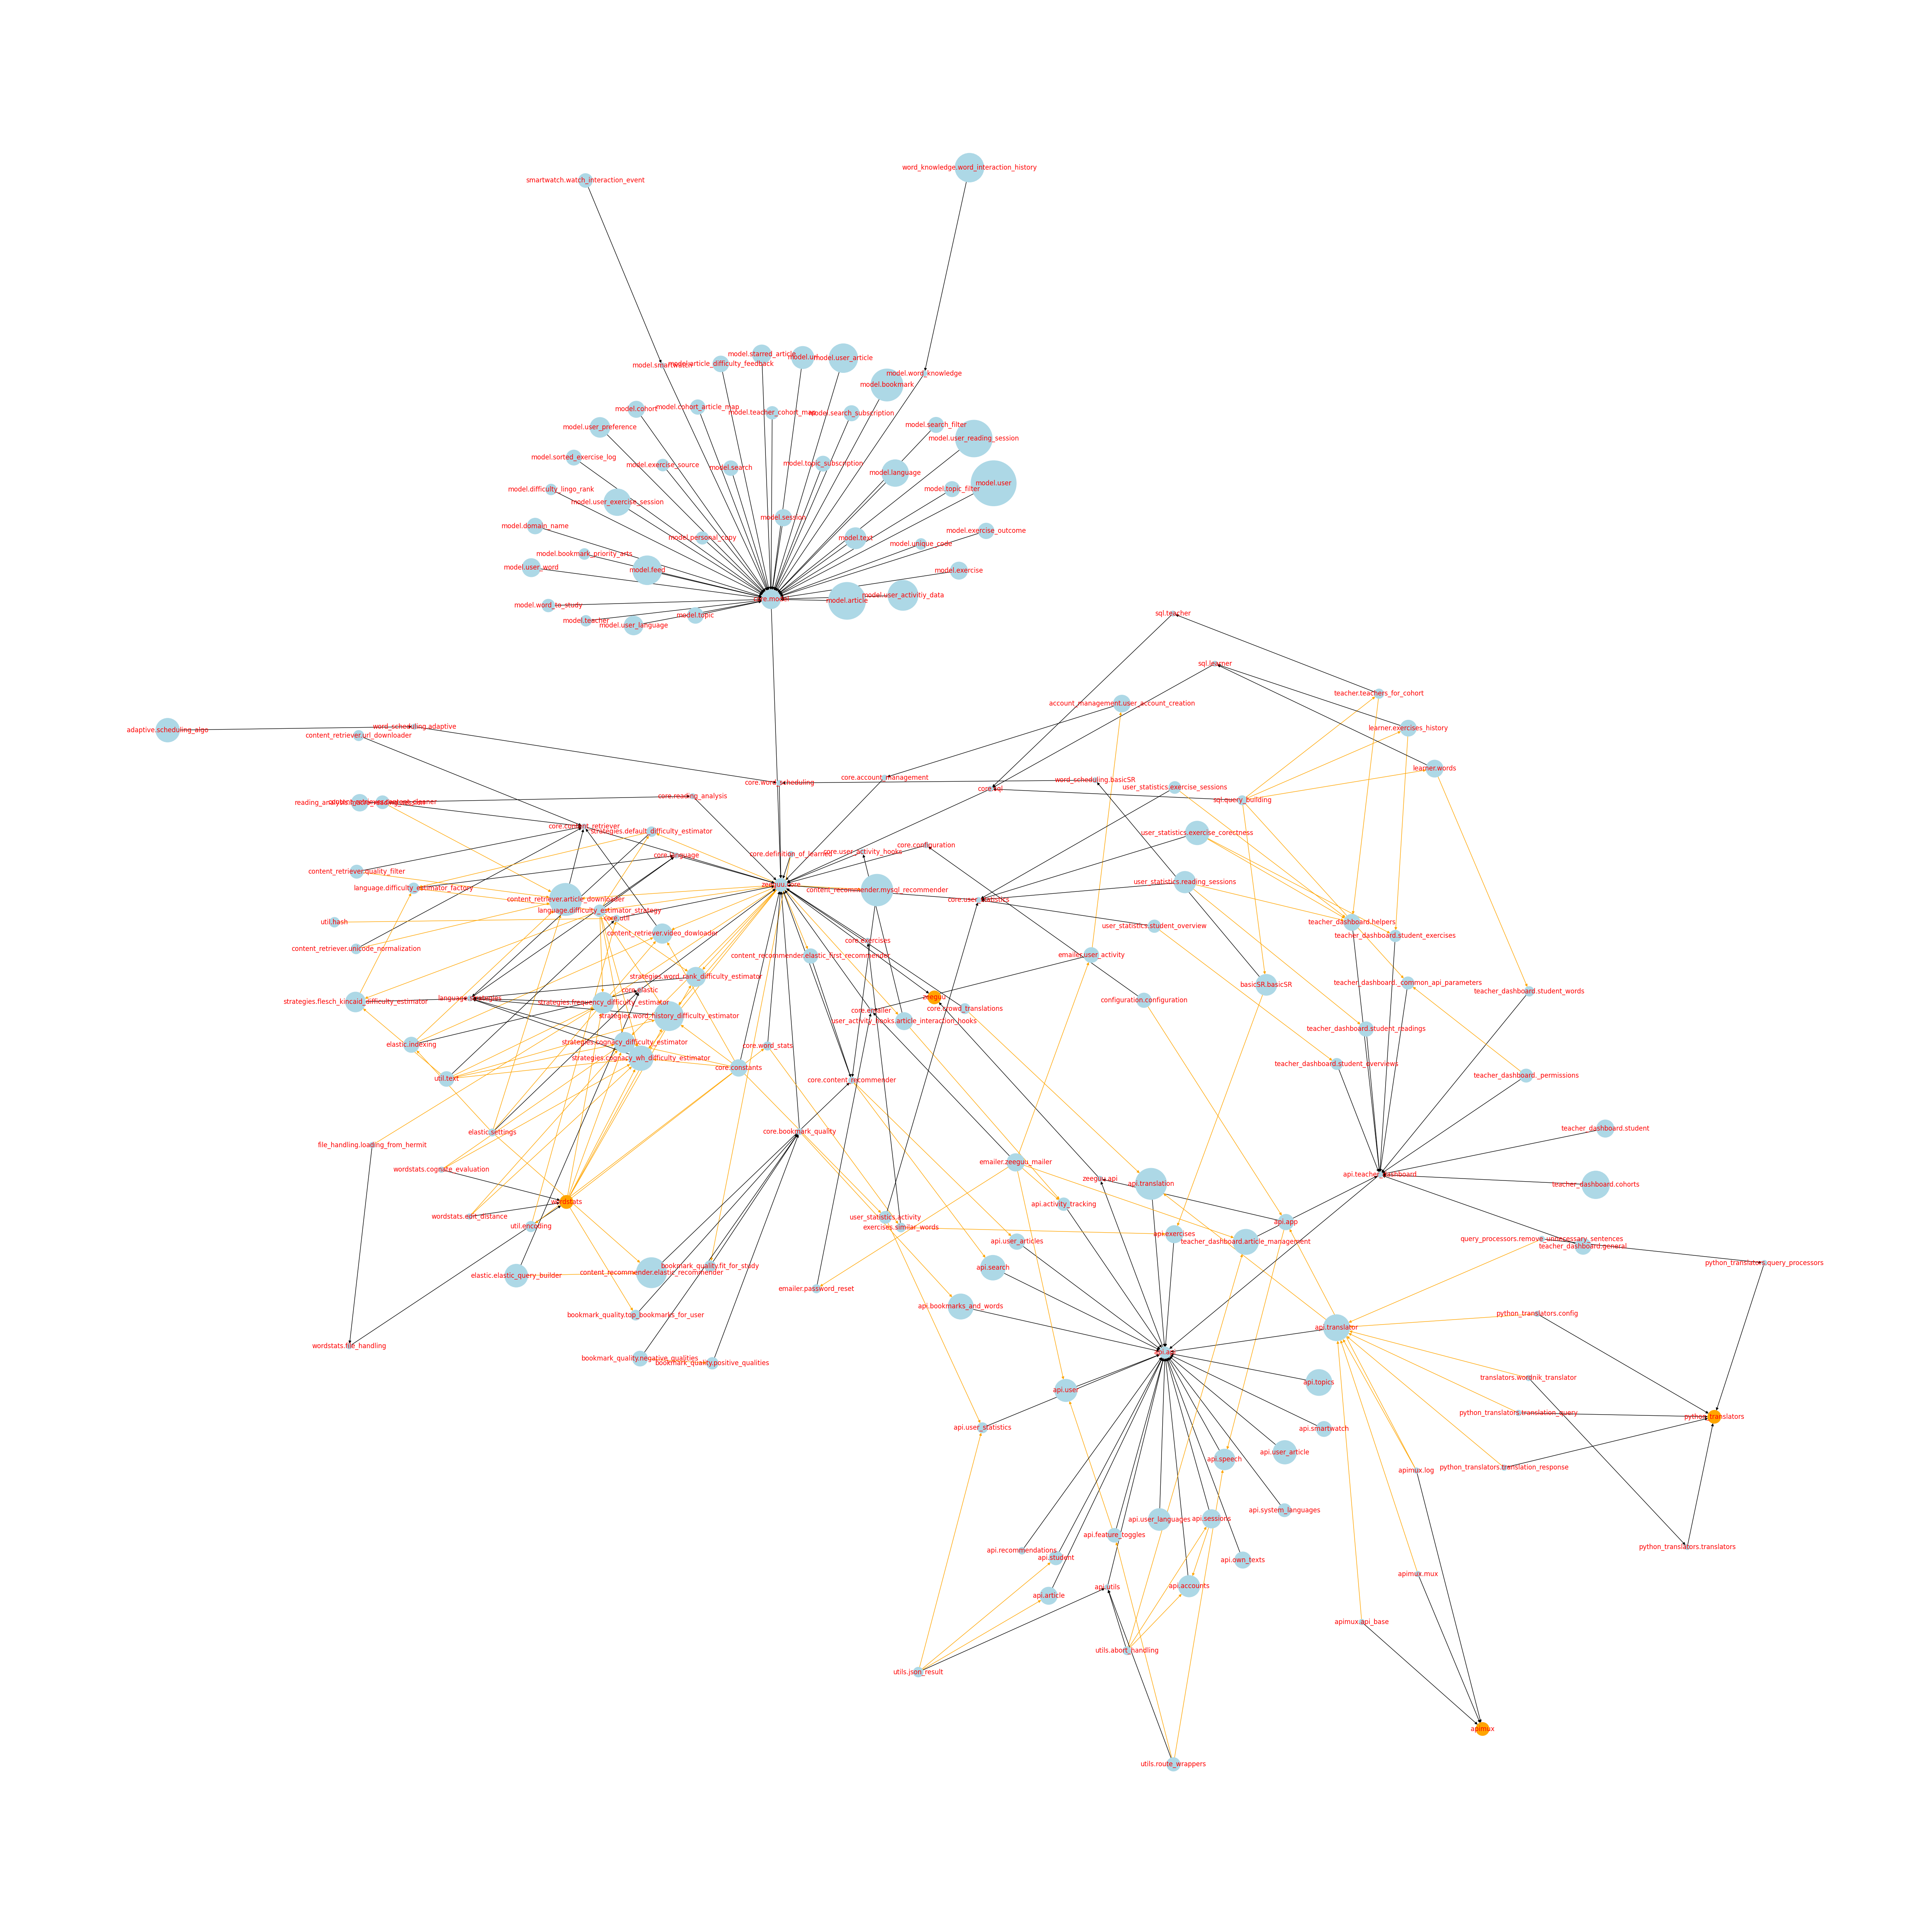 word_knowledge.word_interaction_history
smartwatch.watch_interaction_event
model.starred_article
model.url
model.user_article
model.smartwatch
model.article_difficulty_feedback
model.word_knowledge
model.bookmark
model.cohort
model.cohort_article_map
model.teacher_cohort_map
model.search_subscription
model.user_preference
model.search_filter
model.user_reading_session
model.sorted_exercise_log
model.exercise_source
model.search
model.topic_subscription
model.language
model.user
model.difficulty_lingo_rank
model.topic_filter
model.user_exercise_session
model.session
model.domain_name
model.exercise_outcome
model.personal_copy
model.text
model.unique_code
model.bookmark_priority_arts
model.user_word
model.feed
model.exercise
model.user_activitiy_data
core.model
model.article
model.word_to_study
model.topic
model.teacher
model.user_language
sql.teacher
sql.learner
teacher.teachers_for_cohort
account_management.user_account_creation
word_scheduling.adaptive
learner.exercises_history
adaptive.scheduling_algo
content_retriever.url_downloader
learner.words
core.account_management
word_scheduling.basicSR
core.word_scheduling
user_statistics.exercise_sessions
core.sql
core.reading_analysis
sql.query_building
content_retriever.content_cleaner
core.content_retriever
strategies.default_difficulty_estimator
user_statistics.exercise_corectness
core.configuration
core.language
core.definition_of_learned
core.user_activity_hooks
content_retriever.quality_filter
user_statistics.reading_sessions
zeeguu.core
language.difficulty_estimator_factory
content_recommender.mysql_recommender
content_retriever.article_downloader
core.user_statistics
language.difficulty_estimator_strategy
core.util
util.hash
teacher_dashboard.helpers
user_statistics.student_overview
content_retriever.video_dowloader
teacher_dashboard.student_exercises
core.exercises
content_retriever.unicode_normalization
content_recommender.elastic_first_recommender
emailer.user_activity
strategies.word_rank_difficulty_estimator
teacher_dashboard._common_api_parameters
basicSR.basicSR
core.elastic
teacher_dashboard.student_words
zeeguu
language.strategies
strategies.flesch_kincaid_difficulty_estimator
strategies.frequency_difficulty_estimator
configuration.configuration
core.crowd_translations
core.emailer
strategies.word_history_difficulty_estimator
user_activity_hooks.article_interaction_hooks
teacher_dashboard.student_readings
strategies.cognacy_difficulty_estimator
elastic.indexing
core.word_stats
strategies.cognacy_wh_difficulty_estimator
teacher_dashboard.student_overviews
core.constants
teacher_dashboard._permissions
util.text
core.content_recommender
teacher_dashboard.student
elastic.settings
core.bookmark_quality
file_handling.loading_from_hermit
emailer.zeeguu_mailer
wordstats.cognate_evaluation
api.teacher_dashboard
zeeguu.api
api.translation
teacher_dashboard.cohorts
wordstats
api.activity_tracking
wordstats.edit_distance
user_statistics.activity
api.app
util.encoding
exercises.similar_words
api.exercises
query_processors.remove_unnecessary_sentences
api.user_articles
teacher_dashboard.article_management
teacher_dashboard.general
python_translators.query_processors
bookmark_quality.fit_for_study
api.search
content_recommender.elastic_recommender
elastic.elastic_query_builder
emailer.password_reset
api.bookmarks_and_words
bookmark_quality.top_bookmarks_for_user
python_translators.config
api.translator
wordstats.file_handling
api.api
bookmark_quality.negative_qualities
bookmark_quality.positive_qualities
translators.wordnik_translator
api.topics
api.user
python_translators.translation_query
python_translators
api.user_statistics
api.smartwatch
api.user_article
api.speech
python_translators.translation_response
apimux.log
api.system_languages
api.user_languages
api.sessions
api.feature_toggles
python_translators.translators
api.recommendations
api.student
api.own_texts
apimux.mux
api.utils
api.accounts
api.article
apimux.api_base
utils.abort_handling
utils.json_result
apimux
utils.route_wrappers